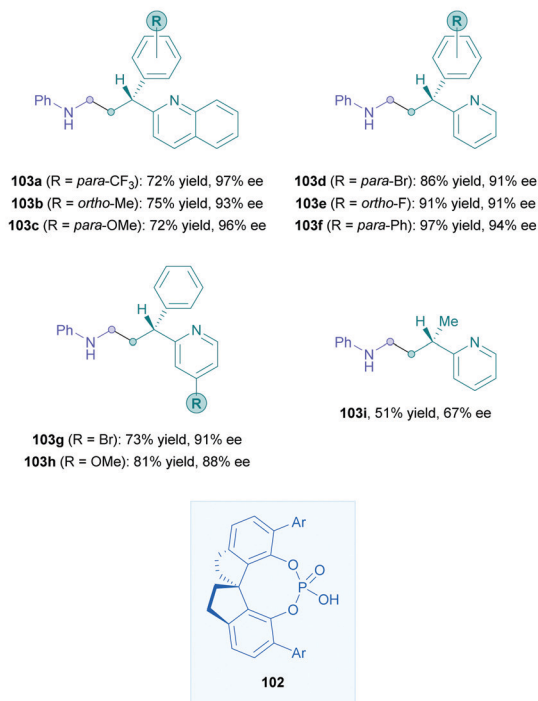 R
R
H
H
Ph
N
H
N
Ph
N
H
N
103a (R = para-CF3): 72% yield, 97% ee
103b (R = ortho-Me): 75% yield, 93% ee
103c (R = para-OMe): 72% yield, 96% ee
103d (R = para-Br): 86% yield, 91% ee
103e (R = ortho-F): 91% yield, 91% ee
103f (R = para-Ph): 97% yield, 94% ee
H
Ph
N
H
N
R
H
Me
Ph
N
H
N
103g (R = Br): 73% yield, 91% ee
103h (R = OMe): 81% yield, 88% ee
103i, 51% yield, 67% ee
Ar
O
O
P
OH
O
Ar
102